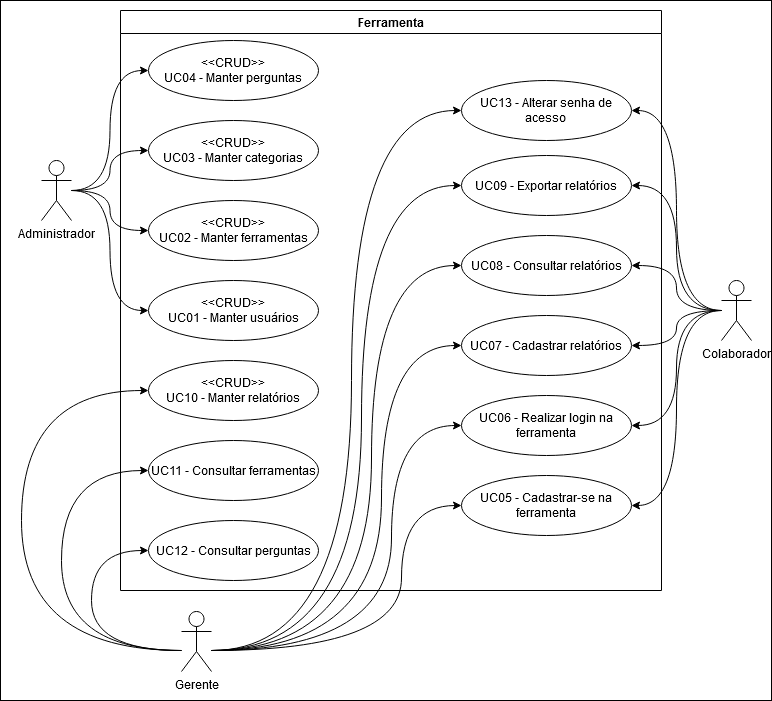 Ferramenta
<<CRUD>>
UC04 - Manter perguntas
<<CRUD>>
UC03 - Manter categorias
<<CRUD>>
UC02 - Manter ferramentas
<<CRUD>>
UC01 - Manter usuários
<<CRUD>>
UC10 - Manter relatórios
UC11 - Consultar ferramentas
UC12 - Consultar perguntas
UC13 - Alterar senha de
acesso
UC09 - Exportar relatórios
UC08 - Consultar relatórios
UC07 - Cadastrar relatórios
UC06 - Realizar login na
ferramenta
UC05 - Cadastrar-se na
ferramenta
Administrador
Colaborador
Gerente